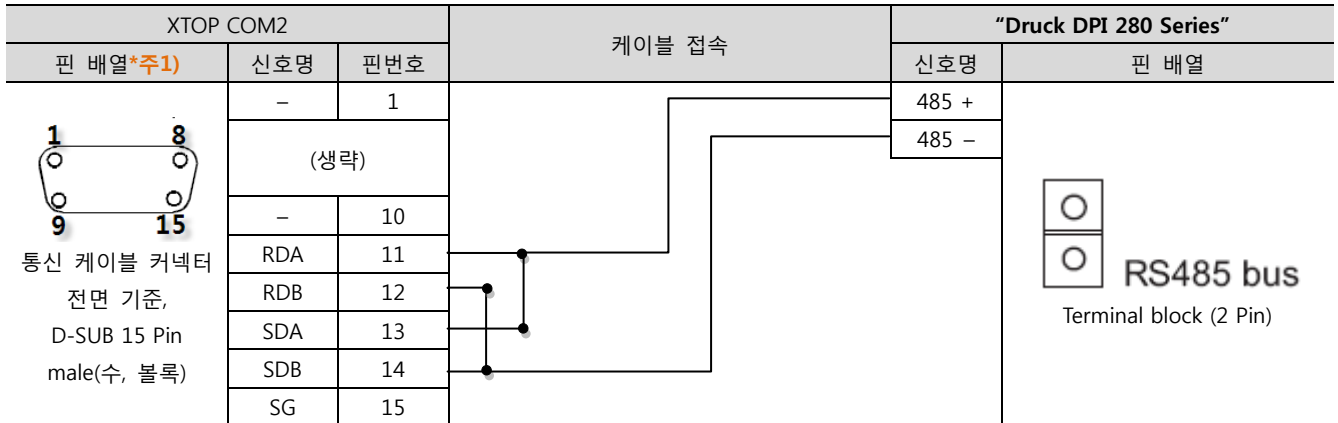 XTOP COM2
케이블 접속
“Druck DPI 280 Series”
핀 배열*주1)
신호명
핀번호
신호명
핀 배열
1 8
9 15
통신 케이블 커넥터
전면 기준,
D-SUB 15 Pin
male(수, 볼록)
– 1
(생략)
– 10
RDA 11
RDB 12
SDA 13
SDB 14
SG 15
485 +
485 –
RS485 bus
Terminal block (2 Pin)